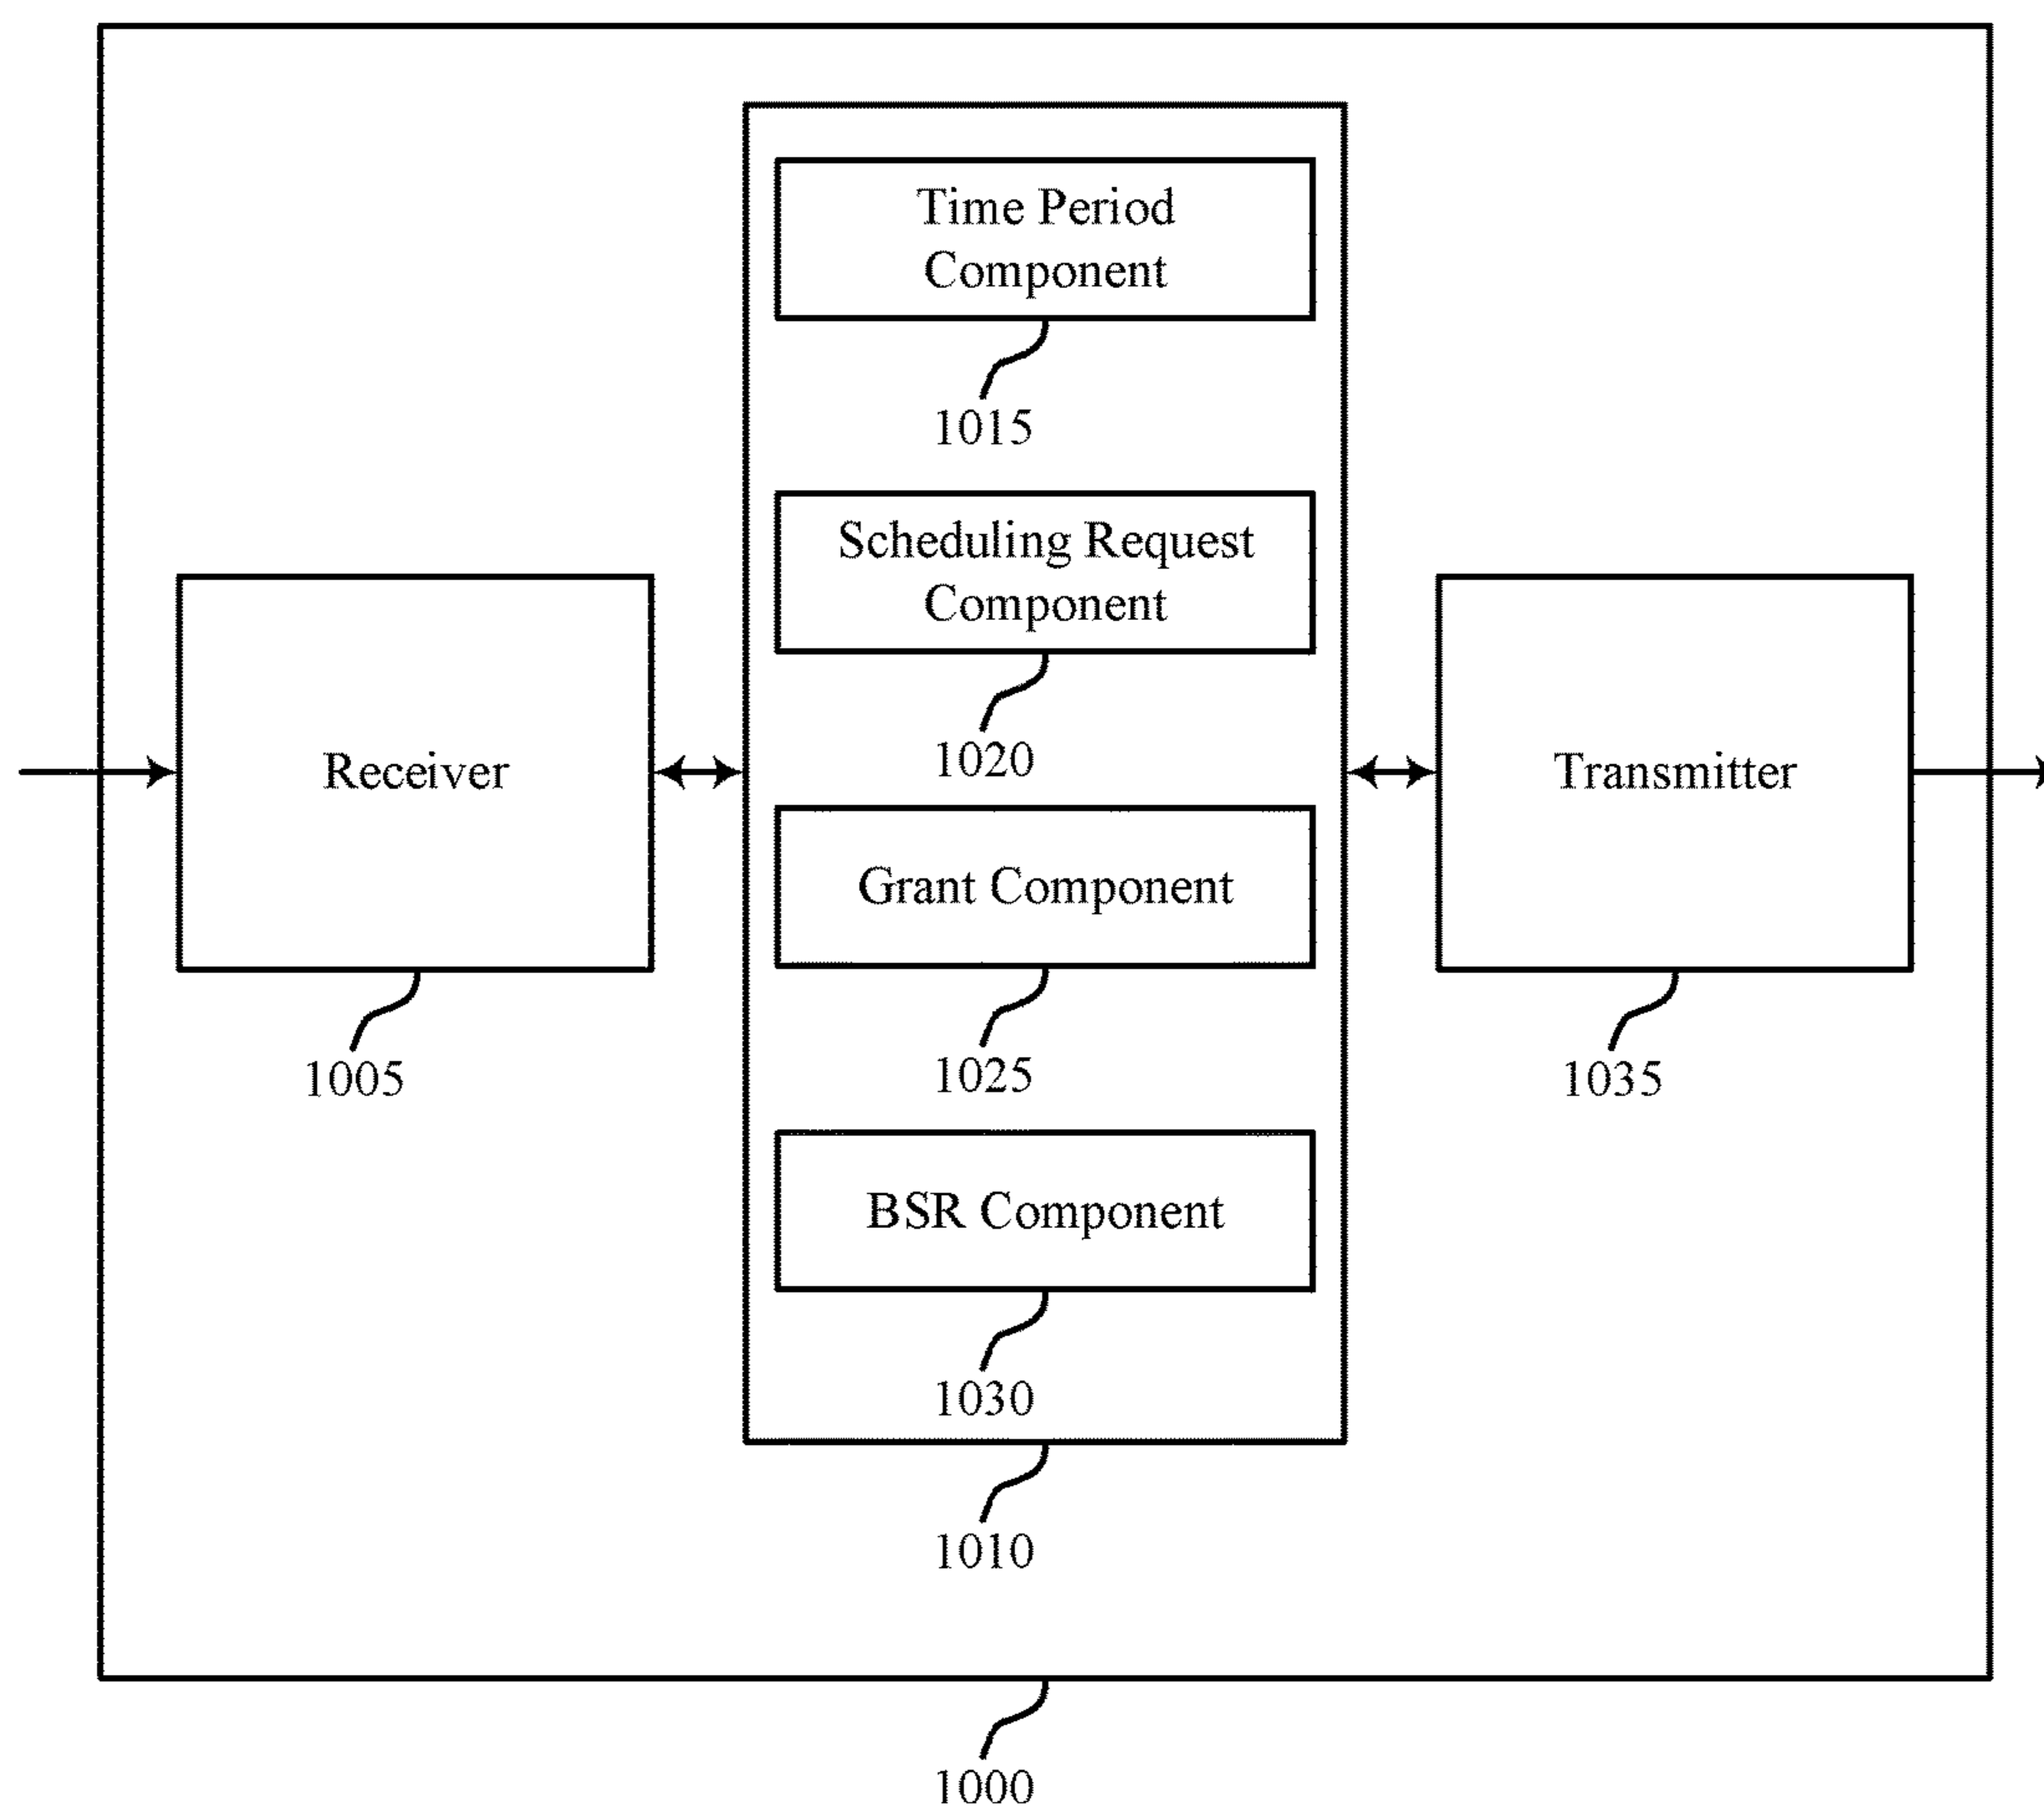 Time Period
Component
1015
Scheduling Request
Component
1020
Receiver
1005
Grant Component
1025
BSR Component
1030
1010
Transmitter
1035
1000